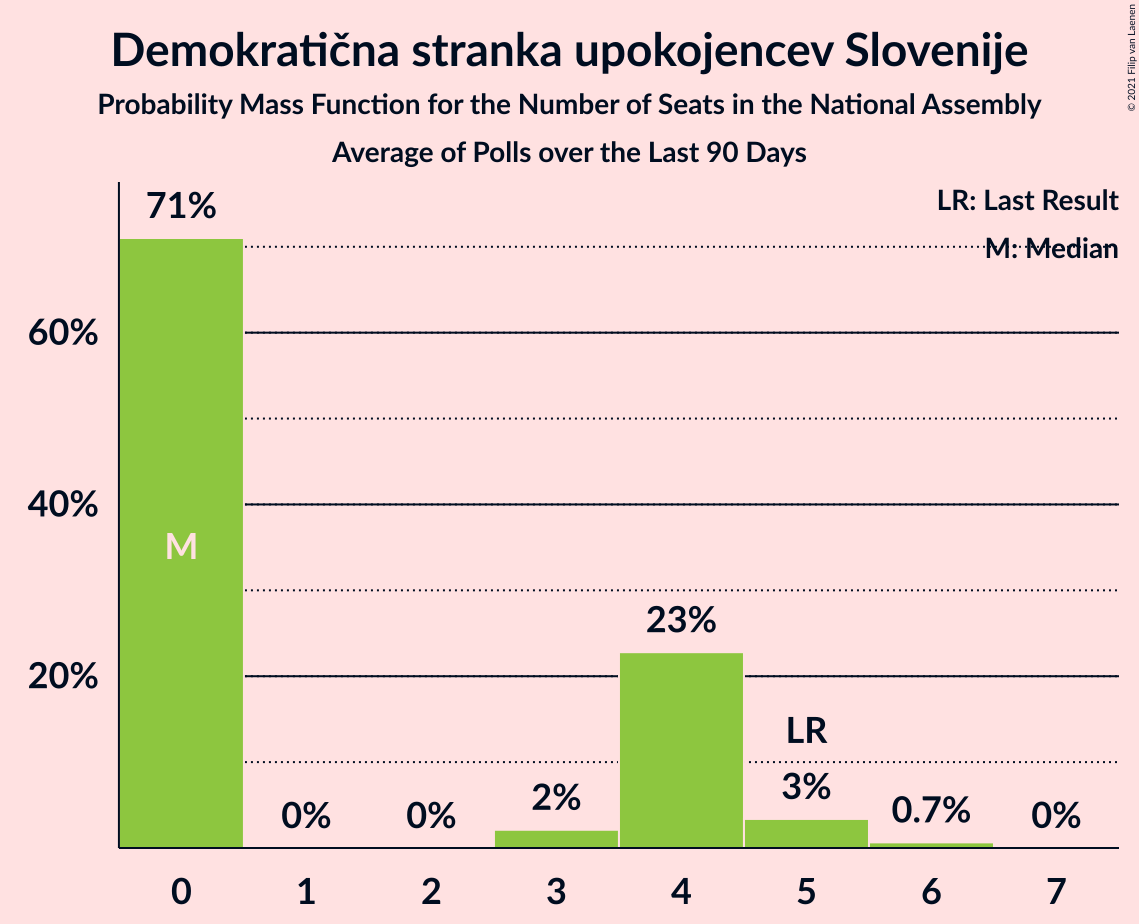 Demokratična stranka upokojencev Slovenije
Probability Mass Function for the Number of Seats in the National Assembly
Average of Polls over the Last 90 Days
© 2021 Filip van Laenen
LR: Last Result
M: Median
71%
60%
40%
20%
M
0%
0%
2%
23%
LR
3%
0.7%
0%
0
1
2
3
4
5
6
7